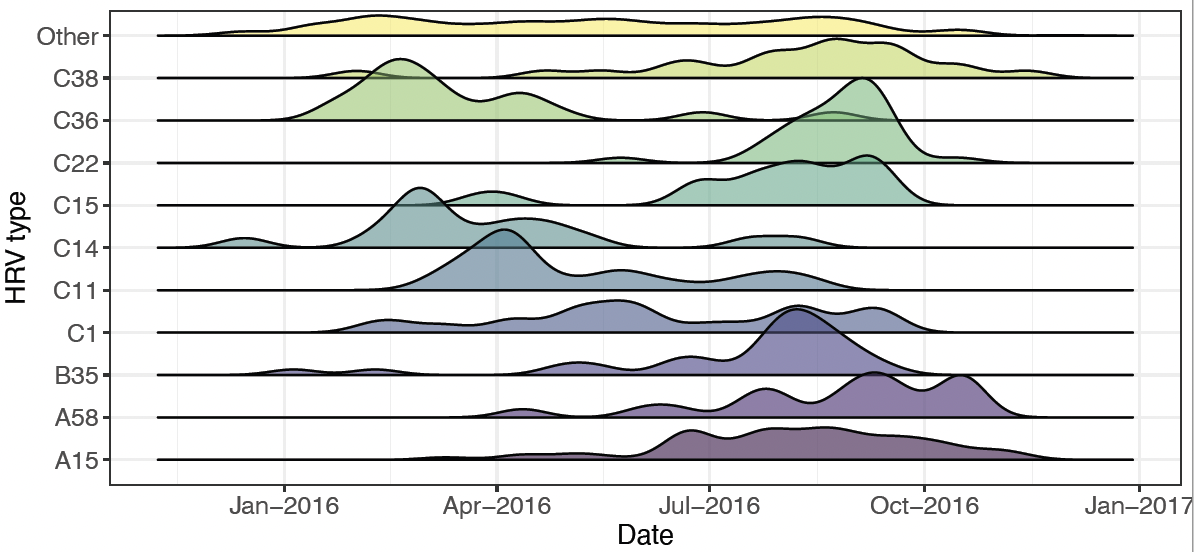 HRV type
Other
C38
C36
C22
C15
C14
C11
C1
B35
A58
A15
Jan−2016 Apr−2016 Jul−2016 Oct−2016 Jan−2017
Date